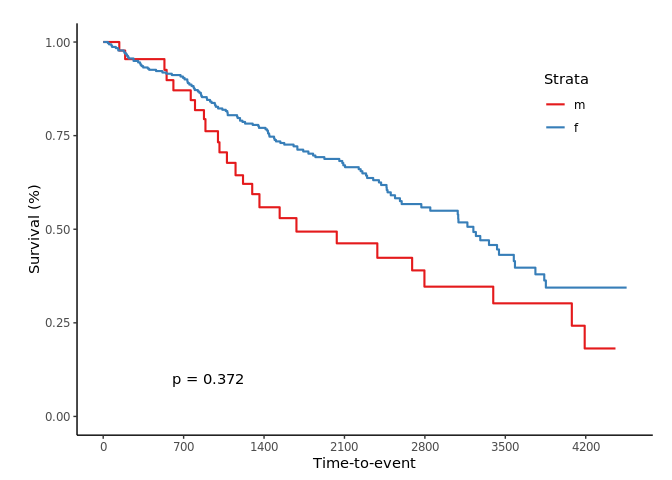 1.00
0.75
0.50
0.25
0.00
Survival (%)
Strata
m
f
p = 0.372
0 700 1400 2100 2800 3500 4200
Time-to-event